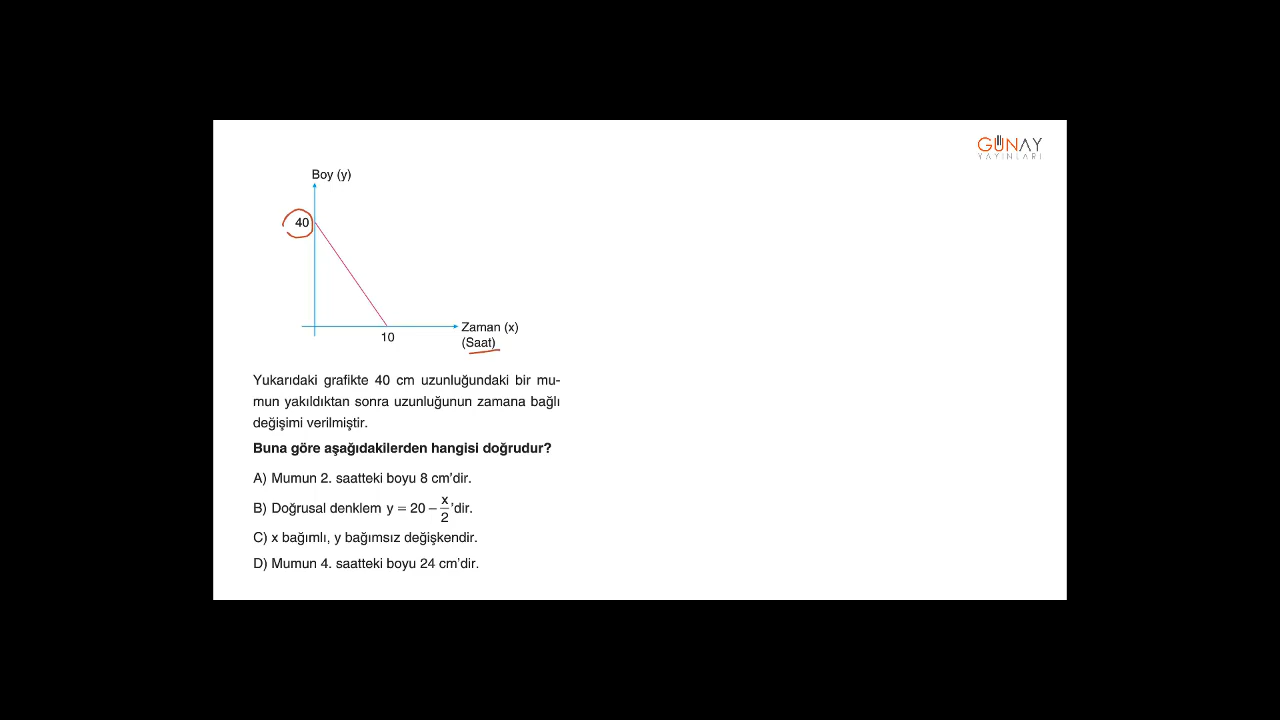 GÜNAY
YAYINLARI
Boy (y)
40
10
Zaman (x)
(Saat)
Yukarıdaki grafikte 40 cm uzunluğundaki bir mu-
mun yakıldıktan sonra uzunluğunun zamana bağlı
değişimi verilmiştir.
Buna göre aşağıdakilerden hangisi doğrudur?
A) Mumun 2. saatteki boyu 8 cm'dir.
B) Doğrusal denklem y = 20 – x/2 'dir.
C) x bağımlı, y bağımsız değişkendir.
D) Mumun 4. saatteki boyu 24 cm'dir.